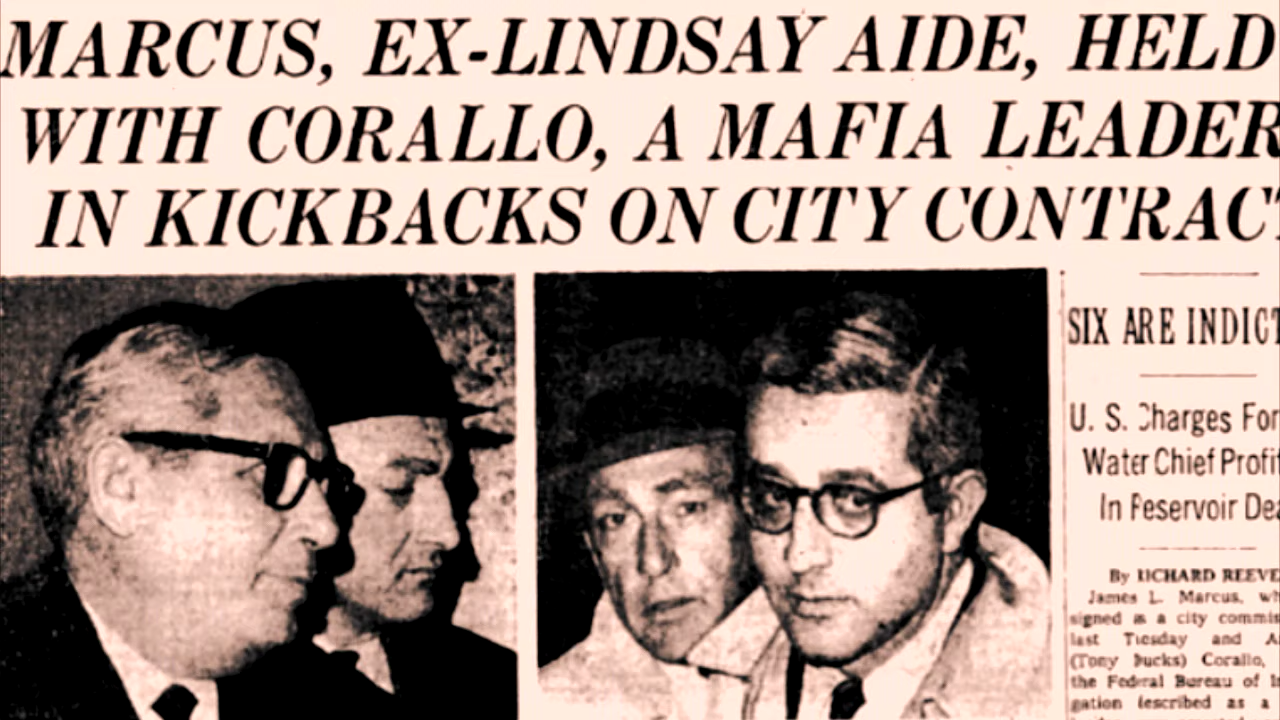 MARCUS, EX-LINDSAY AIDE, HELD
WITH CORALLO, A MAFIA LEADER
IN KICKBACKS ON CITY CONTRACT
SIX ARE INDICT
U. S. Charges For
Water Chief Profit
In Reservoir Dea
By RICHARD REEVE
James L. Marcus, wh
signed as a city commis
last Tuesday and A
(Tony Ducks) Corallo,
the Federal Bureau of In
gation described as a